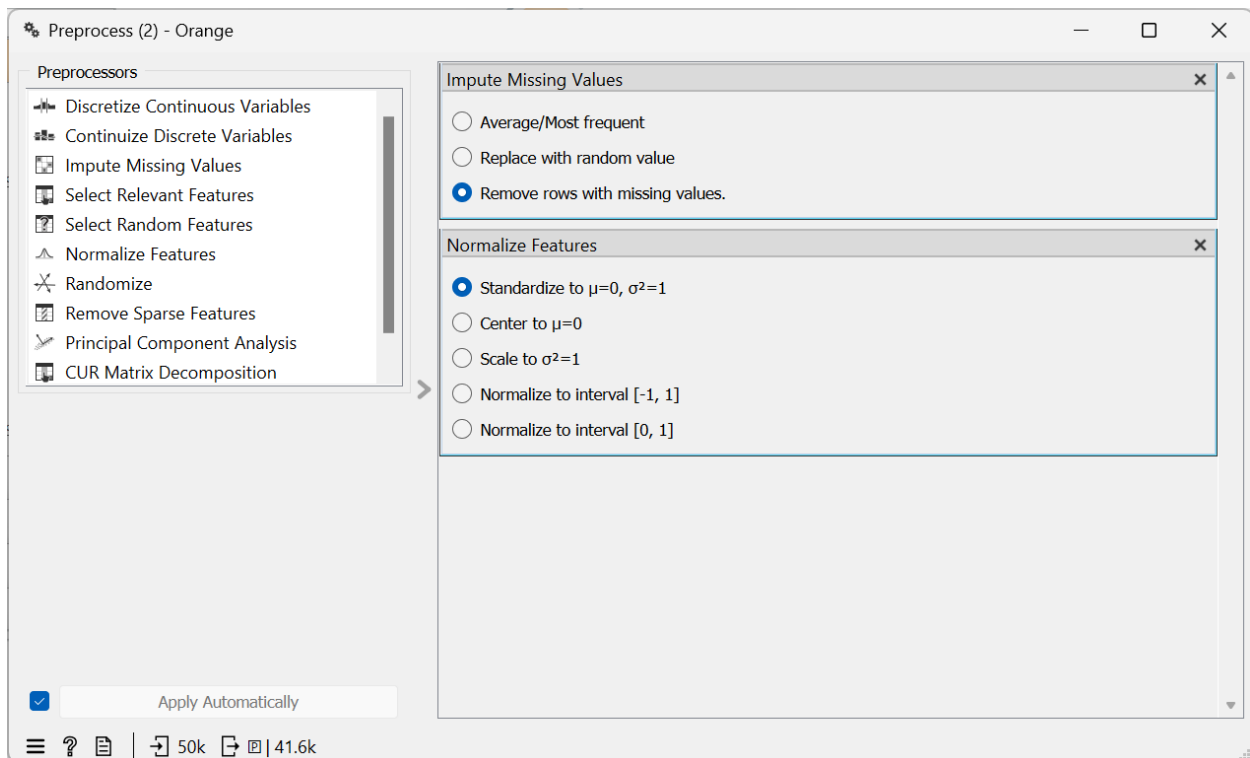 Preprocess (2) - Orange
Preprocessors
Discretize Continuous Variables
Continuize Discrete Variables
Impute Missing Values
Select Relevant Features
Select Random Features
Normalize Features
Randomize
Remove Sparse Features
Principal Component Analysis
CUR Matrix Decomposition
Impute Missing Values
Average/Most frequent
Replace with random value
Remove rows with missing values.
Normalize Features
Standardize to μ=0, σ²=1
Center to μ=0
Scale to σ²=1
Normalize to interval [-1, 1]
Normalize to interval [0, 1]
Apply Automatically
50k P | 41.6k